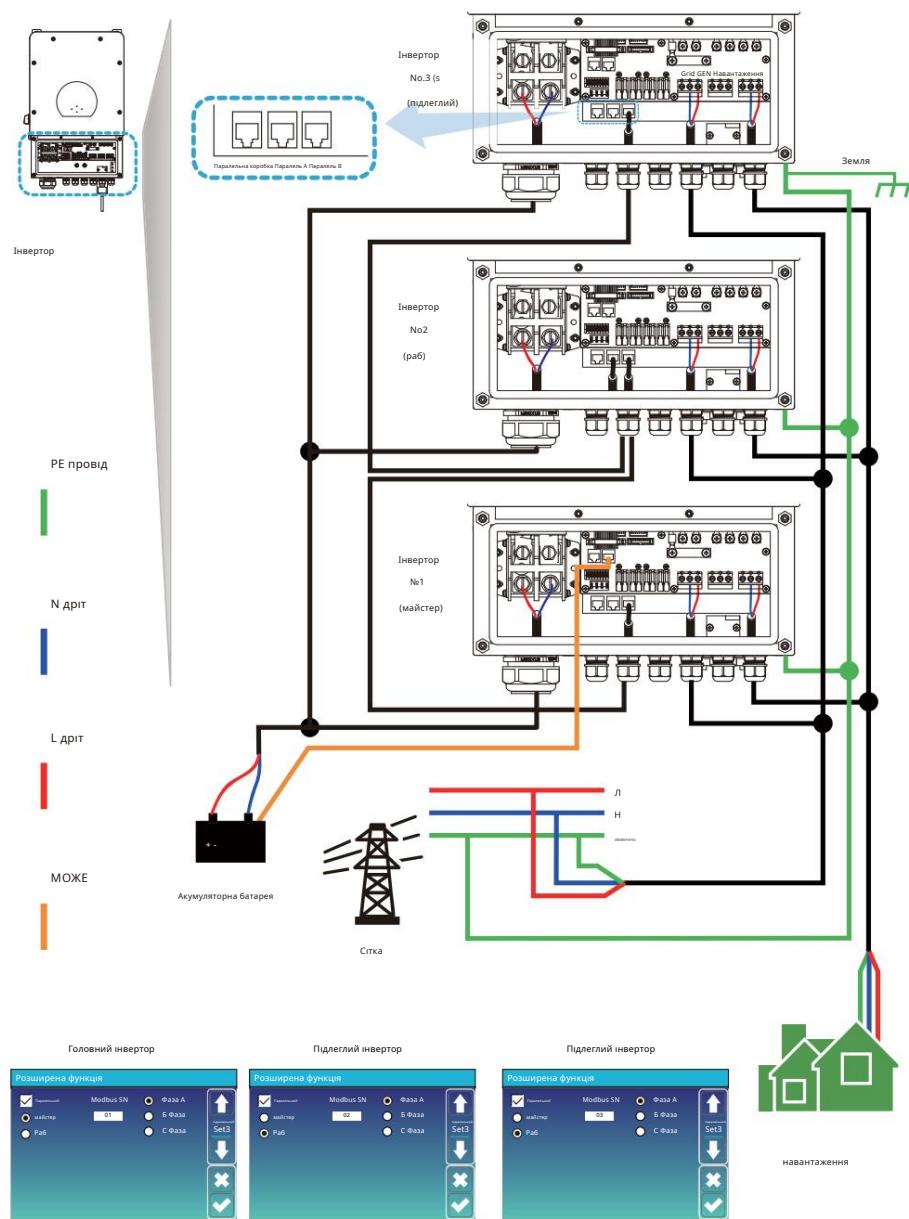 Інвертор
No.3 (s
(підлеглий)
Grid GEN Навантаження
Паралельна коробка Паралель А Паралель В
Земля
Інвертор
Інвертор
No2
(раб)
PE провід
Інвертор
№1
(майстер)
N дріт
L дріт
Л
Н
МОЖЕ
+ -
Акумуляторна батарея
Сітка
Головний інвертор
Підлеглий інвертор
Підлеглий інвертор
Розширена функція
Паралельний
Modbus SN
Фаза А
майстер
01
Б Фаза
Раб
С Фаза
Set3
Розширена функція
Паралельний
Modbus SN
Фаза А
майстер
02
Б Фаза
Раб
С Фаза
Set3
Розширена функція
Паралельний
Modbus SN
Фаза А
майстер
03
Б Фаза
Раб
С Фаза
Set3
навантаження